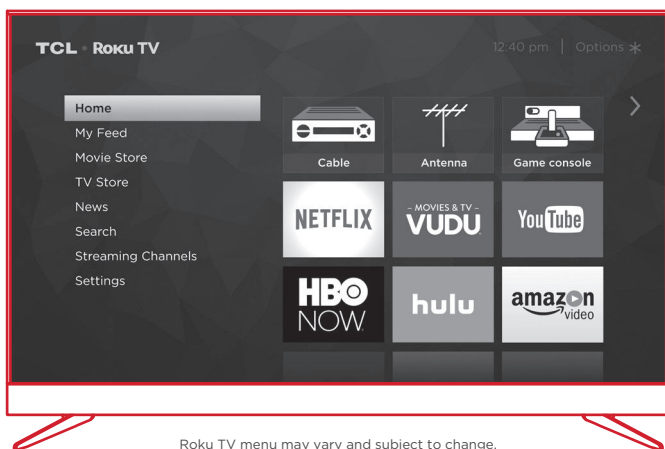 TCL · Roku TV
12:40 pm | Options
Home
My Feed
Movie Store
TV Store
News
Search
Streaming Channels
Settings
Cable
Antenna
Game console
NETFLIX
- MOVIES & TV -
VUDU
YouTube
HBO
NOW
hulu
amazon
video
Roku TV menu may vary and subject to change.